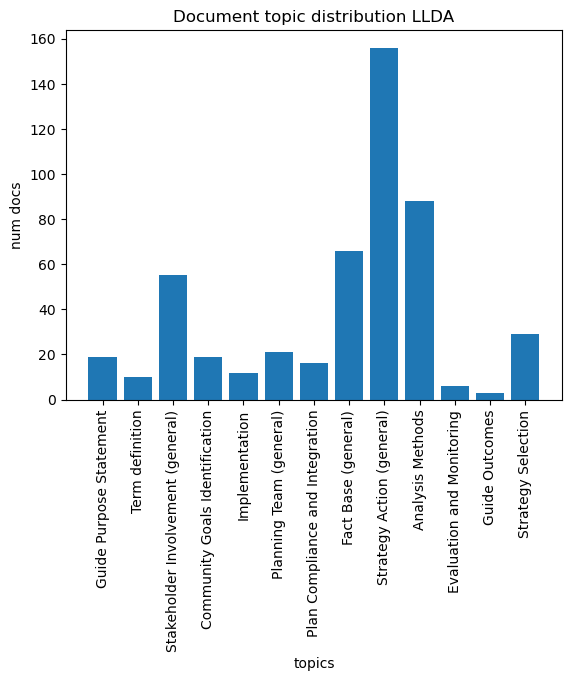 Document topic distribution LLDA
num docs
160
140
120
100
80
60
40
20
0
Guide Purpose Statement
Term definition
Stakeholder Involvement (general)
Community Goals Identification
Implementation
Planning Team (general)
Plan Compliance and Integration
Fact Base (general)
Strategy Action (general)
Analysis Methods
Evaluation and Monitoring
Guide Outcomes
Strategy Selection
topics